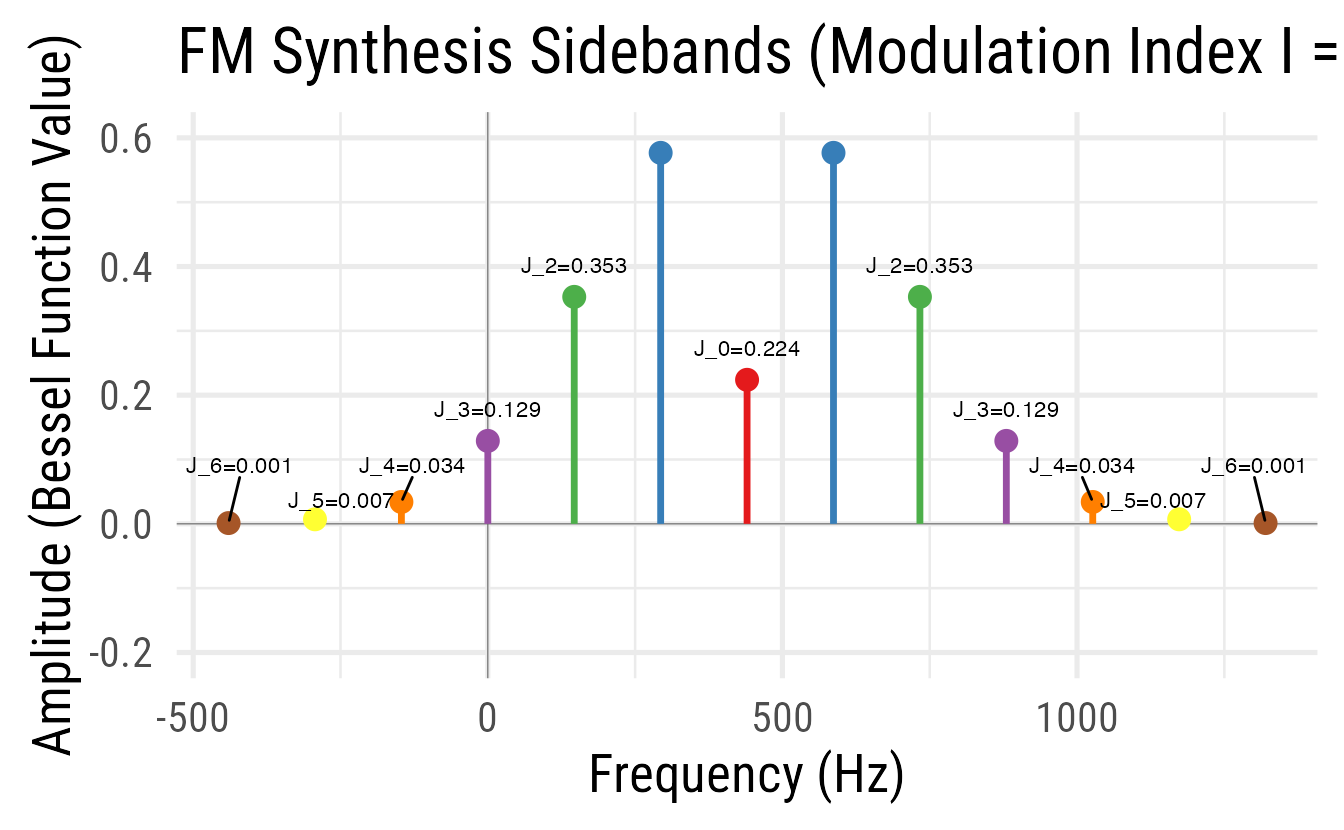 FM Synthesis Sidebands (Modulation Index I =
Amplitude (Bessel Function Value)
0.6
0.4
0.2
0.0
-0.2
J_2=0.353
J_2=0.353
J_0=0.224
J_3=0.129
J_3=0.129
J_6=0.001
J_4=0.034
J_4=0.034
J_6=0.001
J_5=0.007
J_5=0.007
-500
0
500
1000
Frequency (Hz)